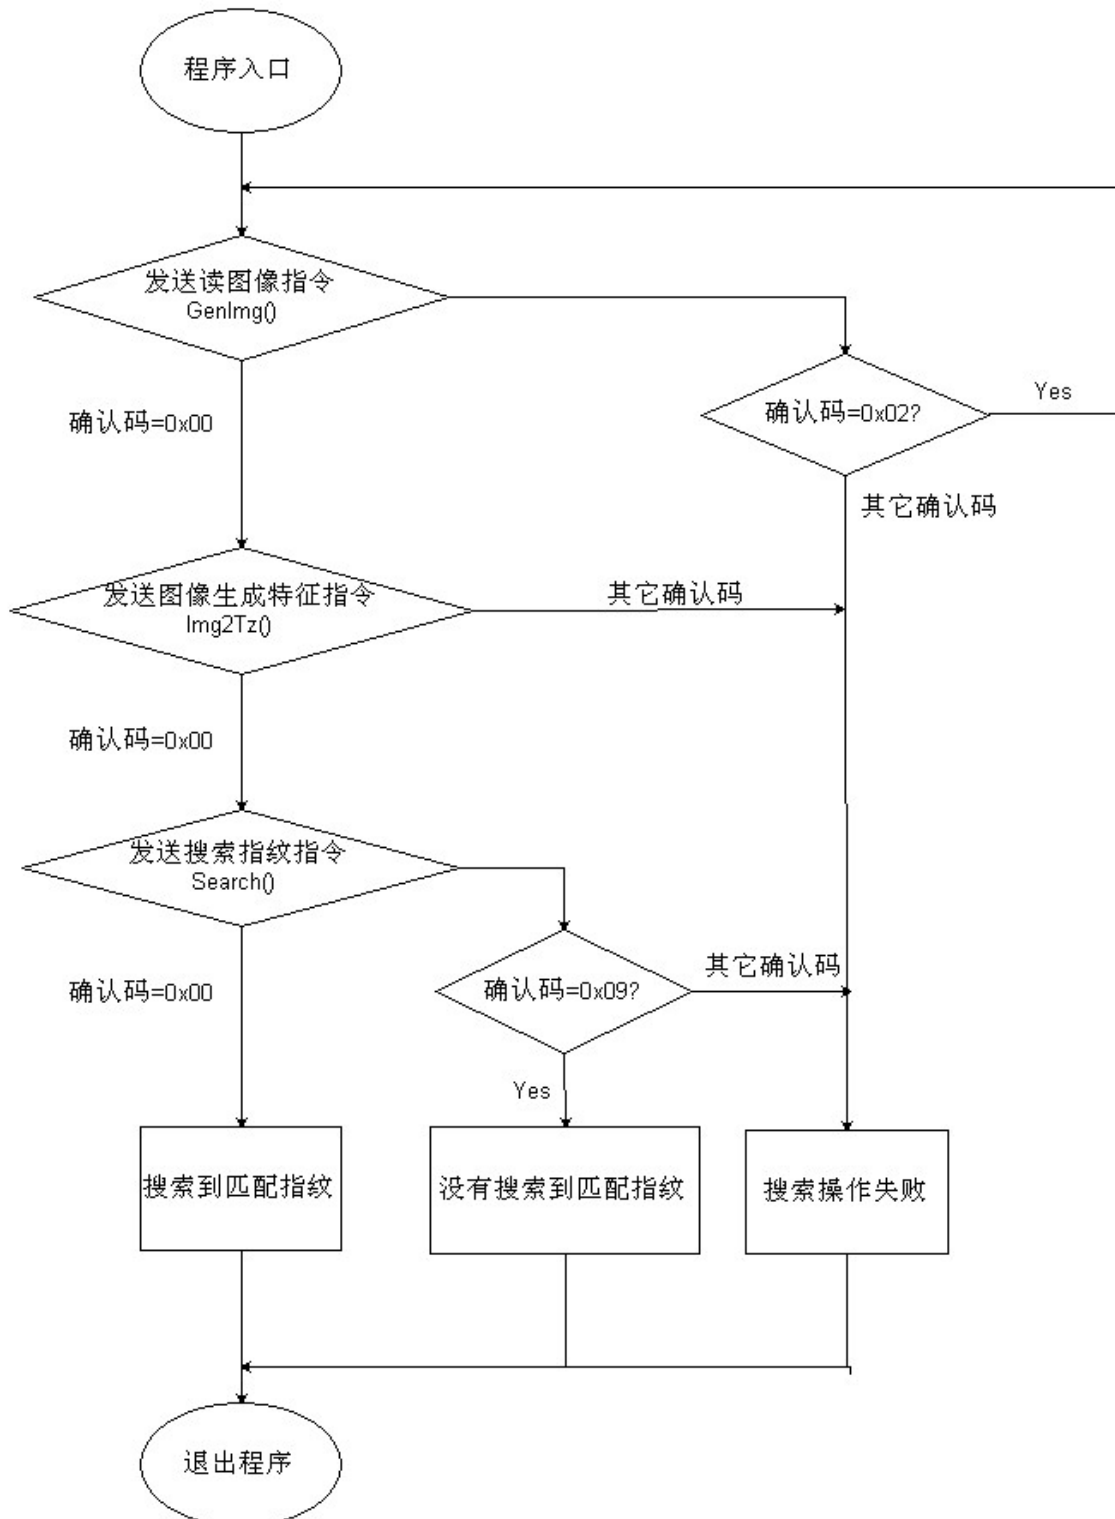 程序入口
发送读图像指令
GenImg()
确认码=0x00
确认码=0x02?
Yes
其它确认码
发送图像生成特征指令
Img2Tz()
其它确认码
确认码=0x00
发送搜索指纹指令
Search()
确认码=0x00
确认码=0x09?
其它确认码
Yes
搜索到匹配指纹
没有搜索到匹配指纹
搜索操作失败
退出程序